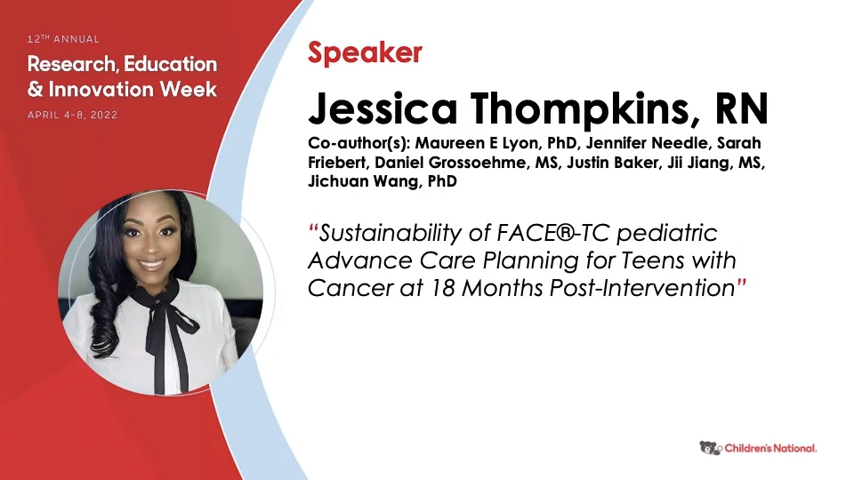 12TH ANNUAL
Research, Education
& Innovation Week
APRIL 4-8, 2022
Speaker
Jessica Thompkins, RN
Co-author(s): Maureen E Lyon, PhD, Jennifer Needle, Sarah
Friebert, Daniel Grossoehme, MS, Justin Baker, Jii Jiang, MS,
Jichuan Wang, PhD
“Sustainability of FACE®-TC pediatric
Advance Care Planning for Teens with
Cancer at 18 Months Post-Intervention”
Children's National.